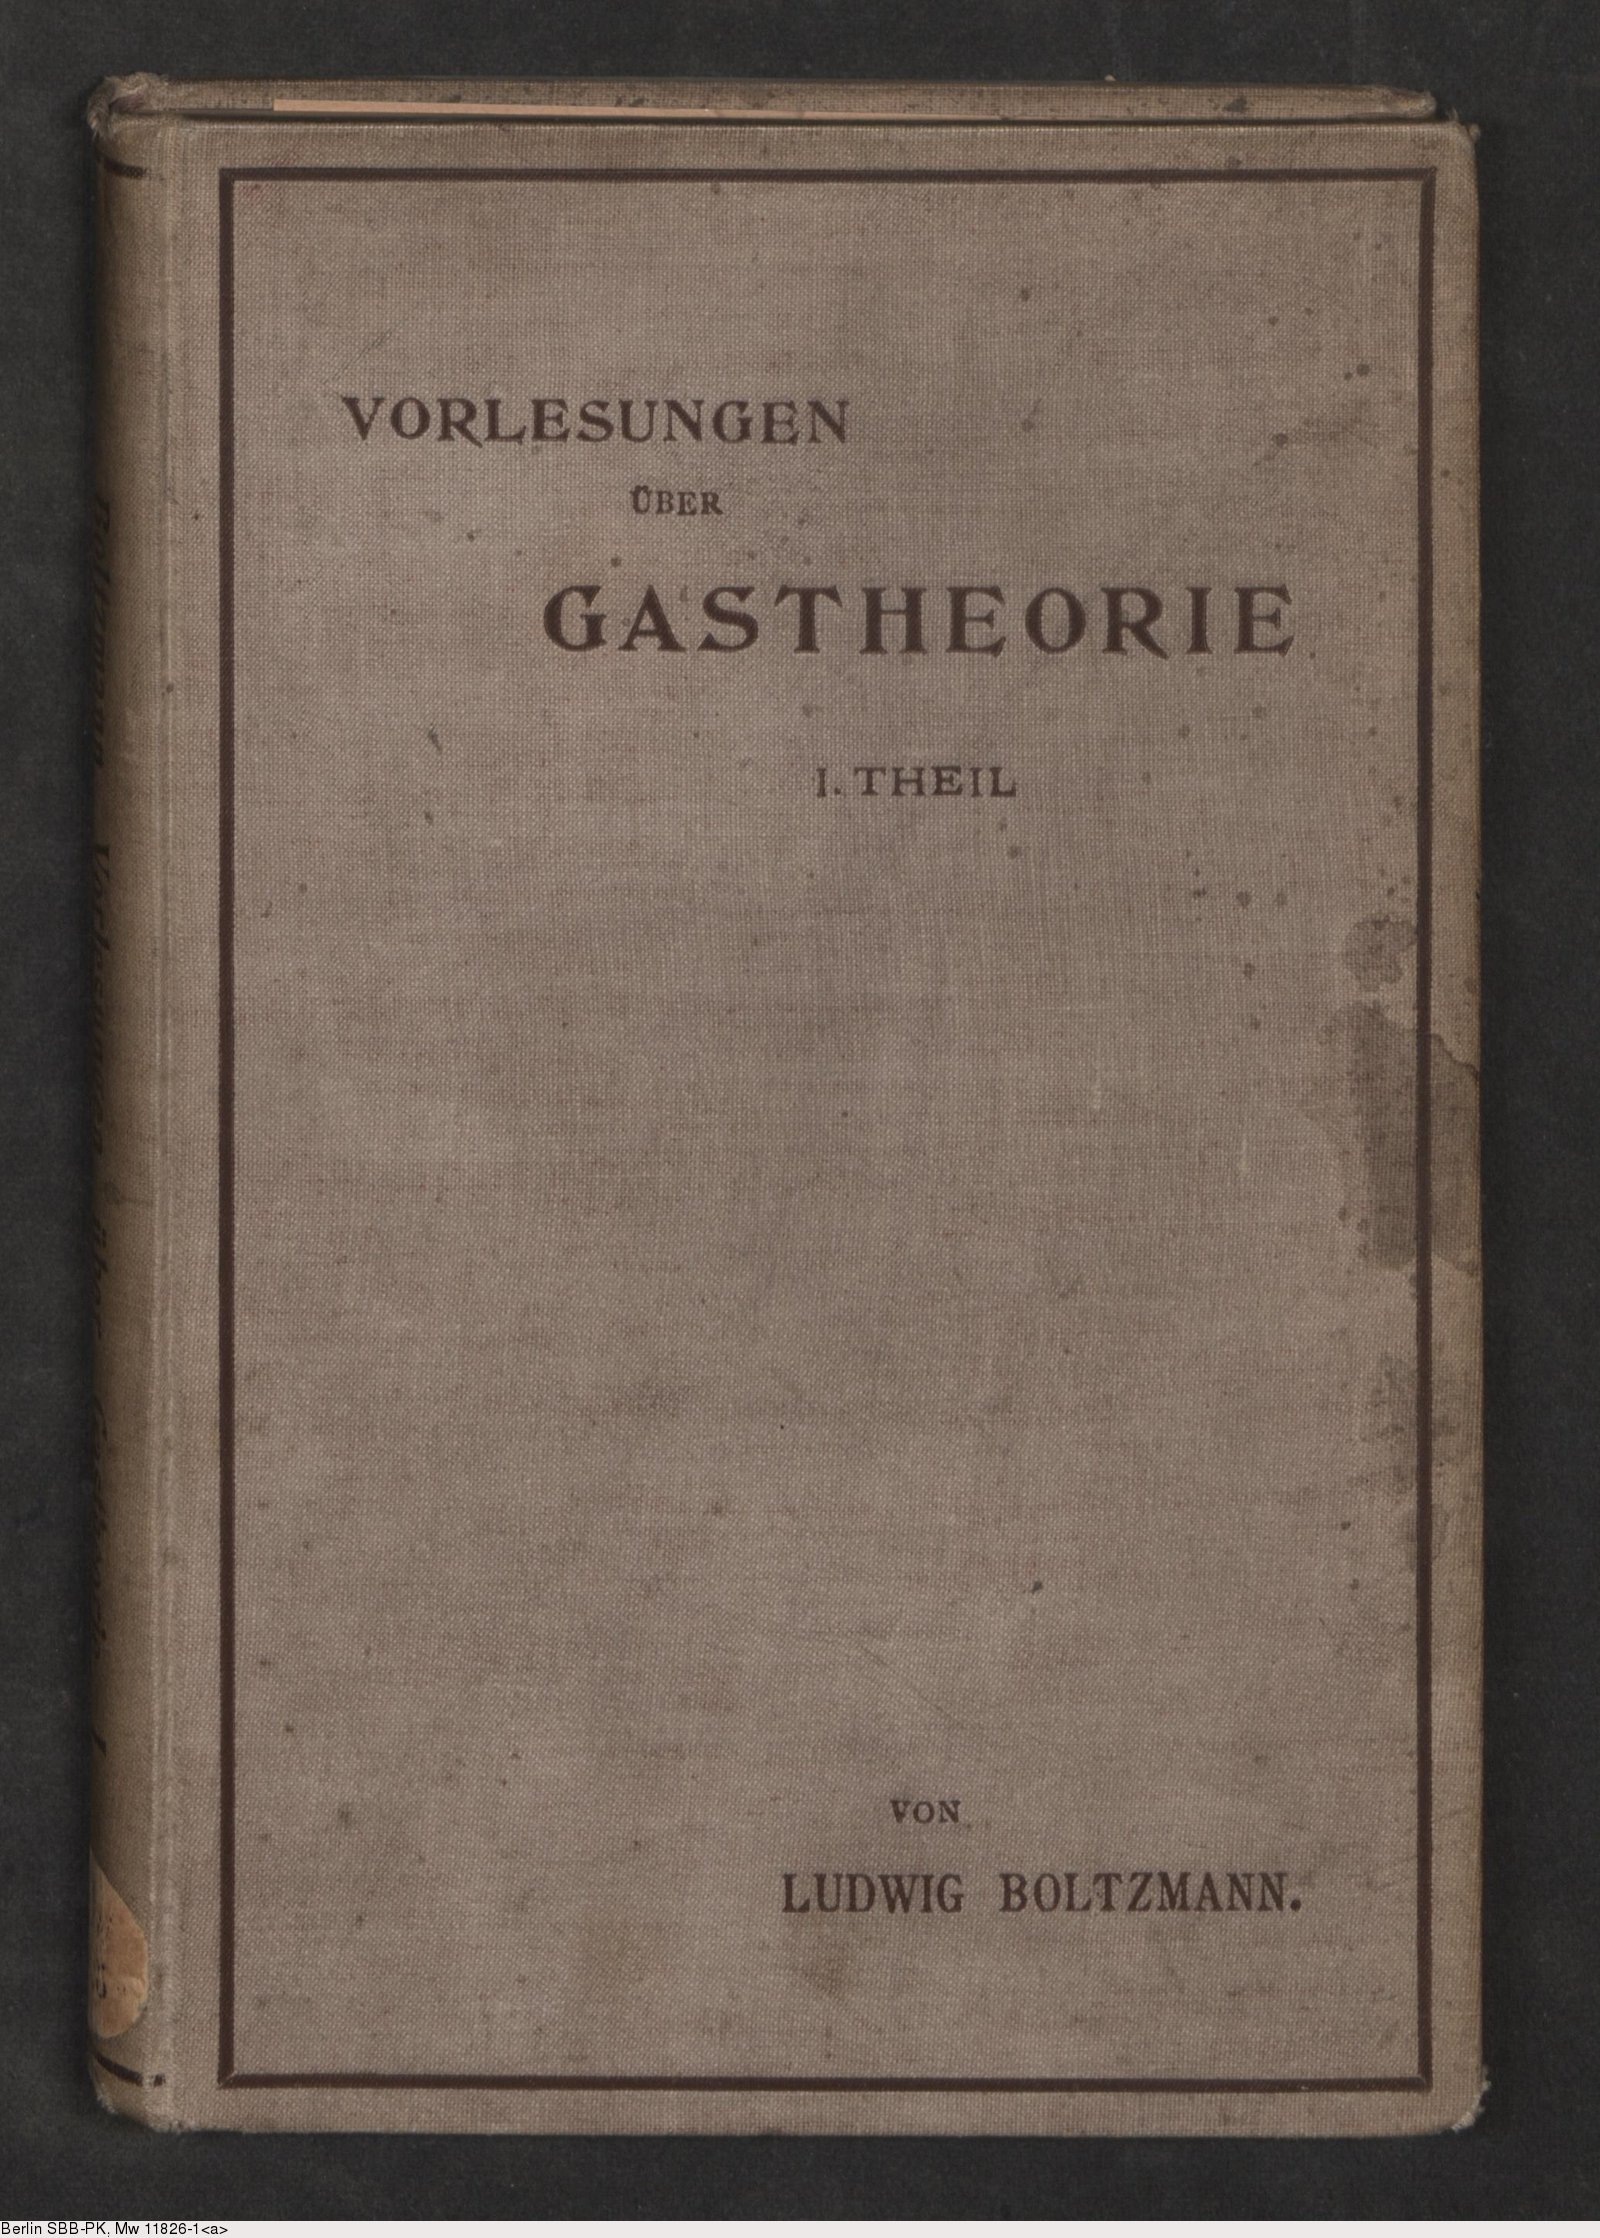 VORLESUNGEN
ÜBER
GASTHEORIE
I. THEIL
VON
LUDWIG BOLTZMANN.
Boltzmann, Vorlesungen über Gastheorie. I.
Berlin SBB-PK, Mw 11826-1<a>